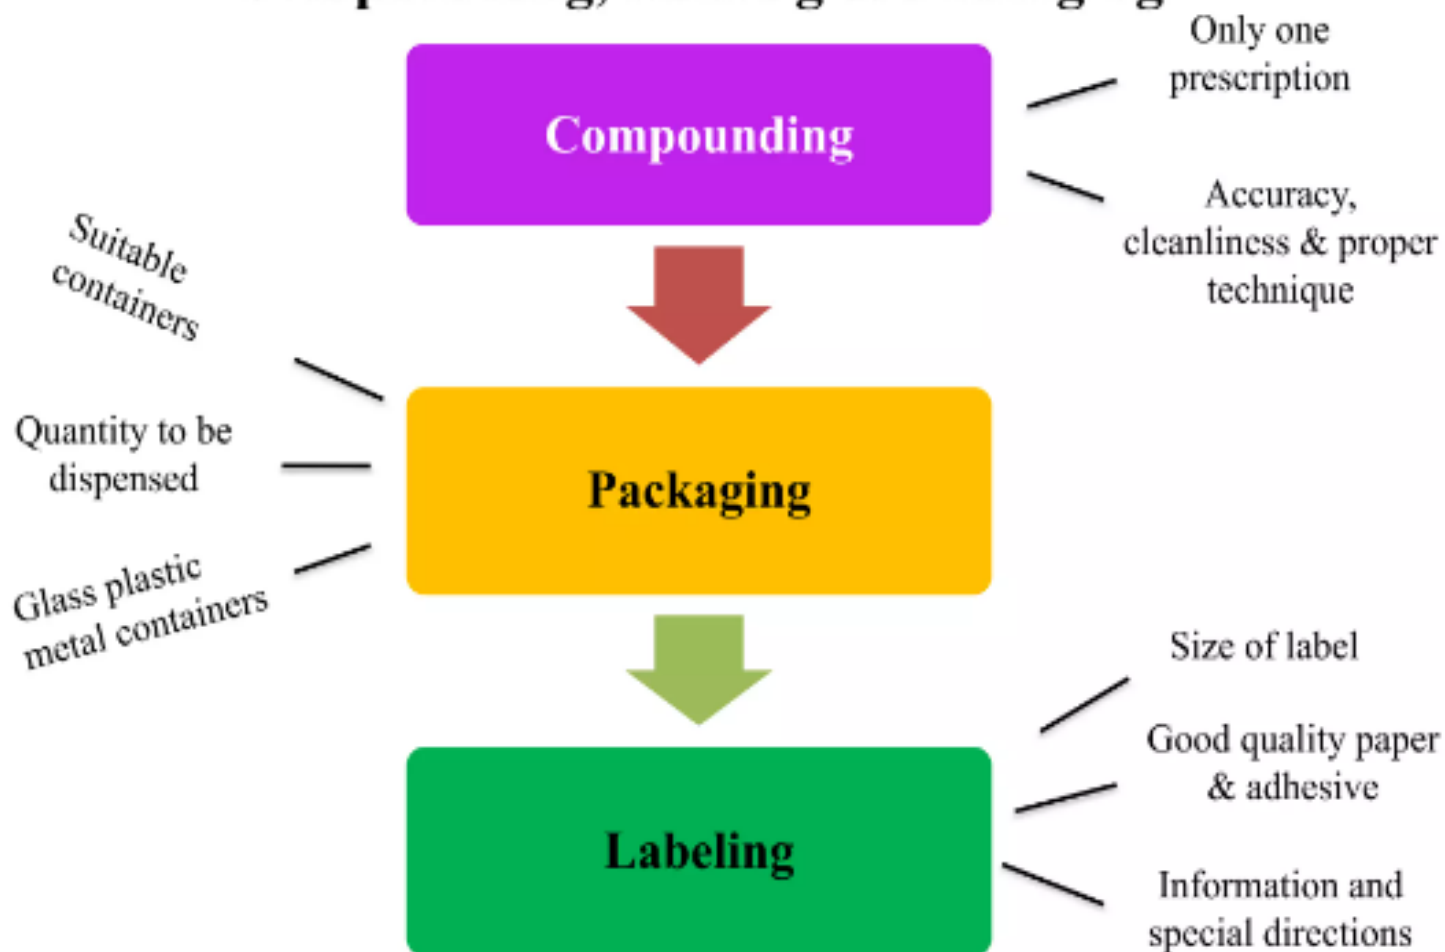 Only one
prescription
Compounding
Accuracy,
cleanliness & proper
technique
Suitable
containers
Quantity to be
dispensed
Packaging
Glass plastic
metal containers
Size of label
Good quality paper
& adhesive
Labeling
Information and
special directions